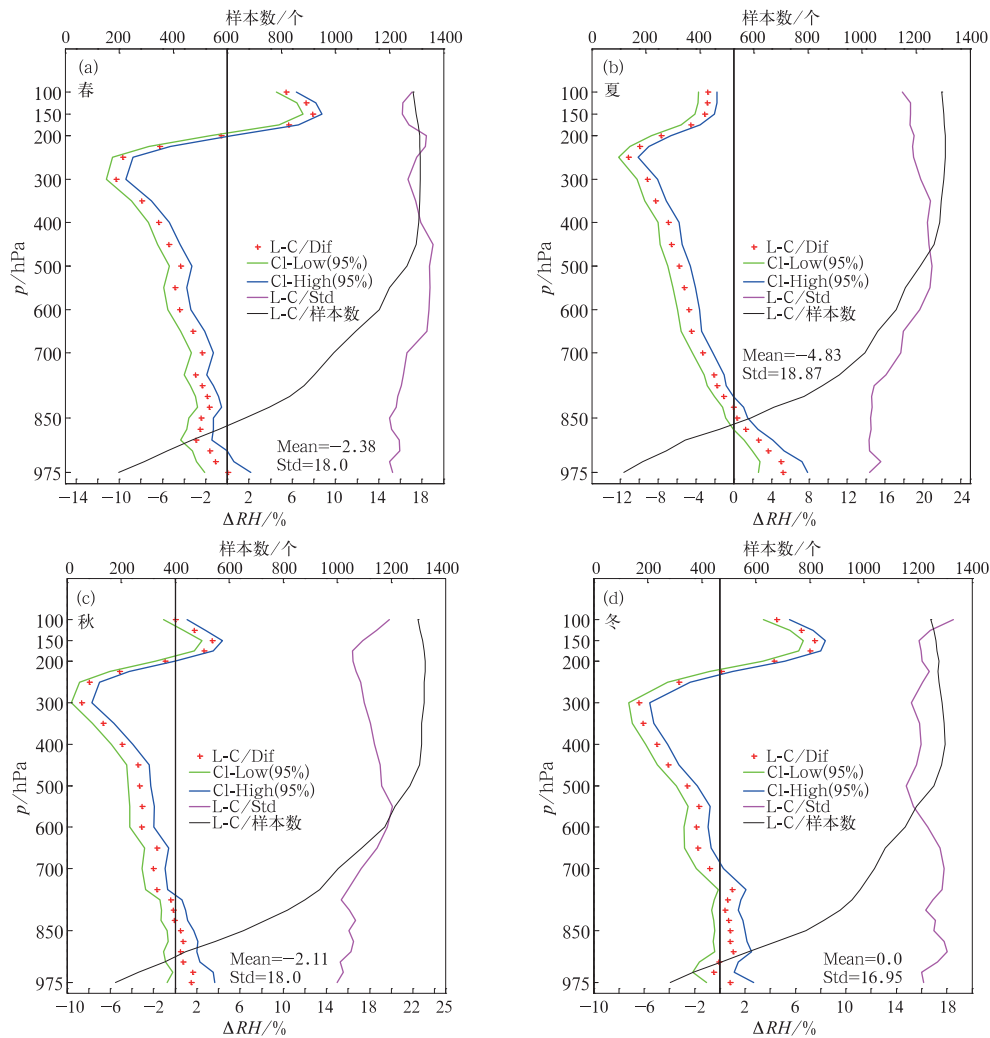 样本数/个
0 200 400 600 800 1000 1200 1400
(a)
春
100
150
200
300
400
500
600
700
850
975
p/hPa
L-C/Dif
Cl-Low(95%)
Cl-High(95%)
L-C/Std
L-C/样本数
Mean=−2.38
Std=18.0
−14 −10 −6 −2 2 6 10 14 18
ΔRH/%
样本数/个
0 200 400 600 800 1000 1200 1400
(b)
夏
100
150
200
300
400
500
600
700
850
975
p/hPa
L-C/Dif
Cl-Low(95%)
Cl-High(95%)
L-C/Std
L-C/样本数
Mean=−4.83
Std=18.87
−12 −8 −4 0 4 8 12 16 20 24
ΔRH/%
样本数/个
0 200 400 600 800 1000 1200 1400
(c)
秋
100
150
200
300
400
500
600
700
850
975
p/hPa
L-C/Dif
Cl-Low(95%)
Cl-High(95%)
L-C/Std
L-C/样本数
Mean=−2.11
Std=18.0
−10 −8 −6 −4 −2 2 4 6 8 10 12 14 16 18 22 25
ΔRH/%
样本数/个
0 200 400 600 800 1000 1200 1400
(d)
冬
100
150
200
300
400
500
600
700
850
975
p/hPa
L-C/Dif
Cl-Low(95%)
Cl-High(95%)
L-C/Std
L-C/样本数
Mean=0.0
Std=16.95
−10 −6 −2 2 6 10 14 18
ΔRH/%